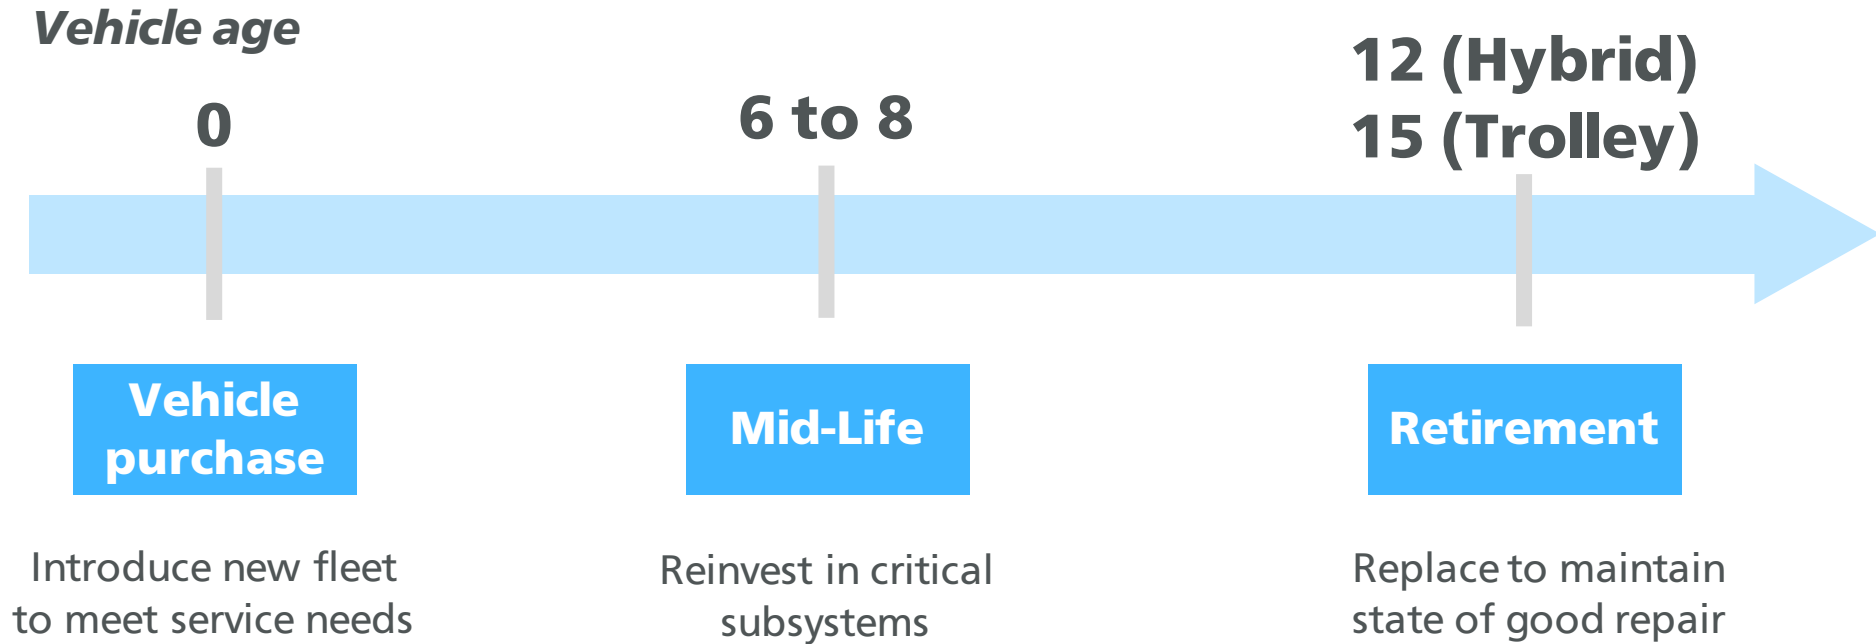 Vehicle age
0
6 to 8
12 (Hybrid)
15 (Trolley)
Vehicle
purchase
Mid-Life
Retirement
Introduce new fleet
to meet service needs
Reinvest in critical
subsystems
Replace to maintain
state of good repair